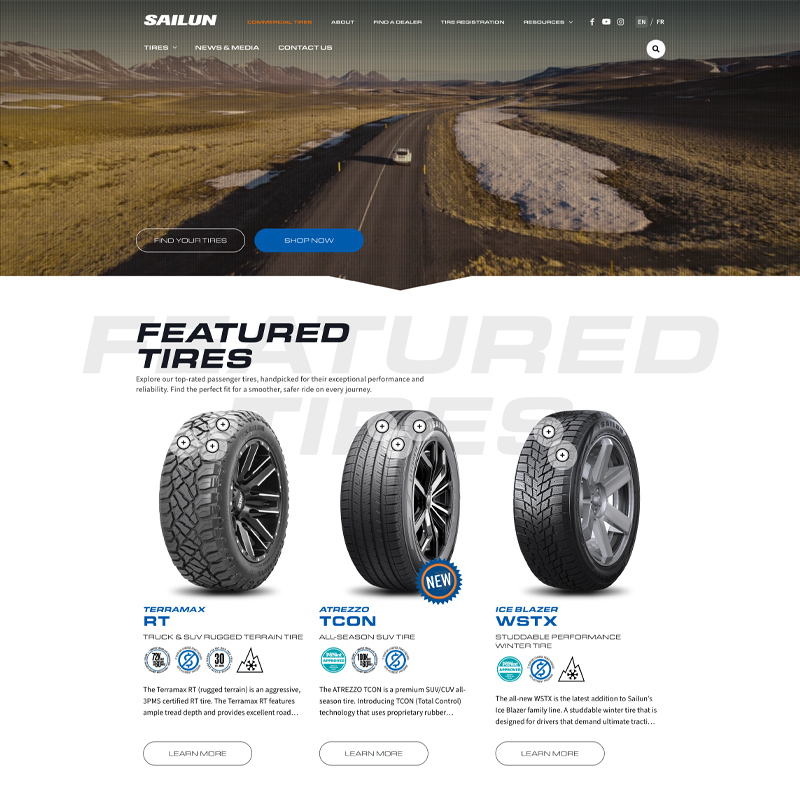 SAILUN
COMMERCIAL TIRES
ABOUT
FIND A DEALER
TIRE REGISTRATION
RESOURCES
EN / FR
TIRES
NEWS & MEDIA
CONTACT US
FIND YOUR TIRES
SHOP NOW
FEATURED
TIRES
FEATURED
TIRES
Explore our top-rated passenger tires, handpicked for their exceptional performance and
reliability. Find the perfect fit for a smoother, safer ride on every journey.
NEW
TERRAMAX
RT
TRUCK & SUV RUGGED TERRAIN TIRE
30
The Terramax RT (rugged terrain) is an aggressive,
3PMS certified RT tire. The Terramax RT features
ample tread depth and provides excellent road…
LEARN MORE
ATREZZO
TCON
ALL-SEASON SUV TIRE
APPROVED
100K
The ATREZZO TCON is a premium SUV/CUV all-
season tire. Introducing TCON (Total Control)
technology that uses proprietary rubber…
LEARN MORE
ICE BLAZER
WSTX
STUDDABLE PERFORMANCE
WINTER TIRE
APPROVED
The all-new WSTX is the latest addition to Sailun's
Ice Blazer family line. A studdable winter tire that is
designed for drivers that demand ultimate tracti…
LEARN MORE